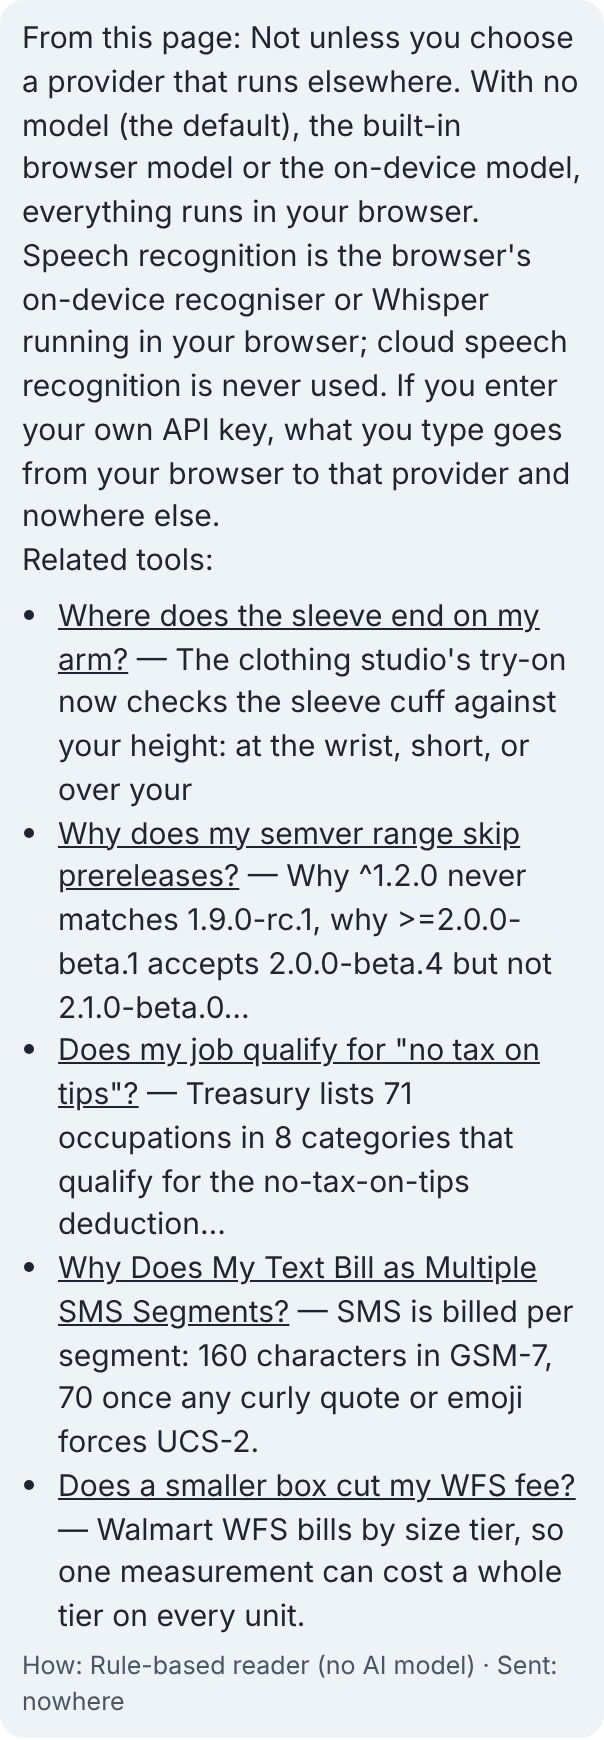 From this page: Not unless you choose
a provider that runs elsewhere. With no
model (the default), the built-in
browser model or the on-device model,
everything runs in your browser.
Speech recognition is the browser's
on-device recogniser or Whisper
running in your browser; cloud speech
recognition is never used. If you enter
your own API key, what you type goes
from your browser to that provider and
nowhere else.
Related tools:
• Where does the sleeve end on my
arm? — The clothing studio's try-on
now checks the sleeve cuff against
your height: at the wrist, short, or
over your
• Why does my semver range skip
prereleases? — Why ^1.2.0 never
matches 1.9.0-rc.1, why >=2.0.0-
beta.1 accepts 2.0.0-beta.4 but not
2.1.0-beta.0...
• Does my job qualify for "no tax on
tips"? — Treasury lists 71
occupations in 8 categories that
qualify for the no-tax-on-tips
deduction...
• Why Does My Text Bill as Multiple
SMS Segments? — SMS is billed per
segment: 160 characters in GSM-7,
70 once any curly quote or emoji
forces UCS-2.
• Does a smaller box cut my WFS fee?
— Walmart WFS bills by size tier, so
one measurement can cost a whole
tier on every unit.
How: Rule-based reader (no AI model) · Sent:
nowhere